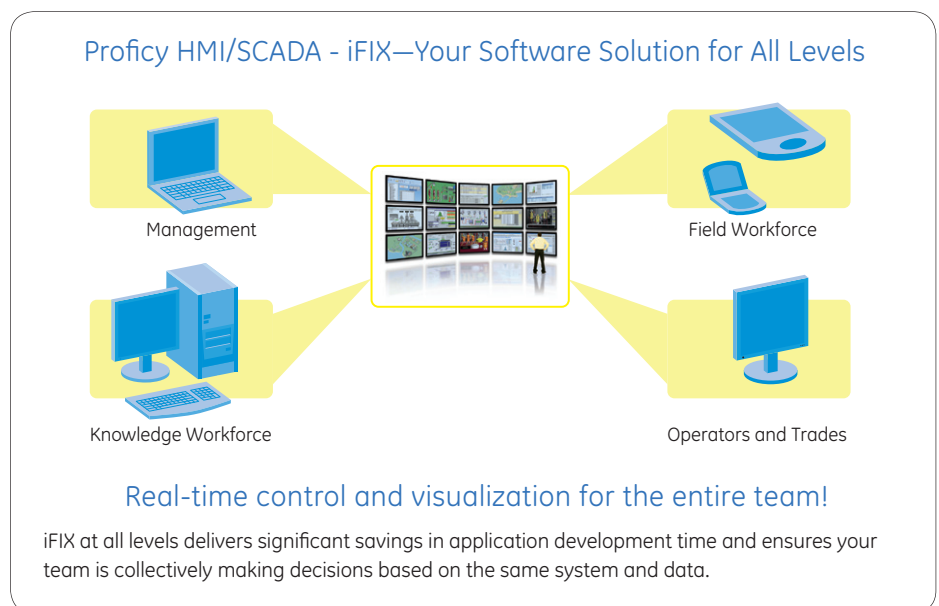 Proficy HMI/SCADA - iFIX—Your Software Solution for All Levels
Management
Field Workforce
Knowledge Workforce
Operators and Trades
Real-time control and visualization for the entire team!
iFIX at all levels delivers significant savings in application development time and ensures your
team is collectively making decisions based on the same system and data.